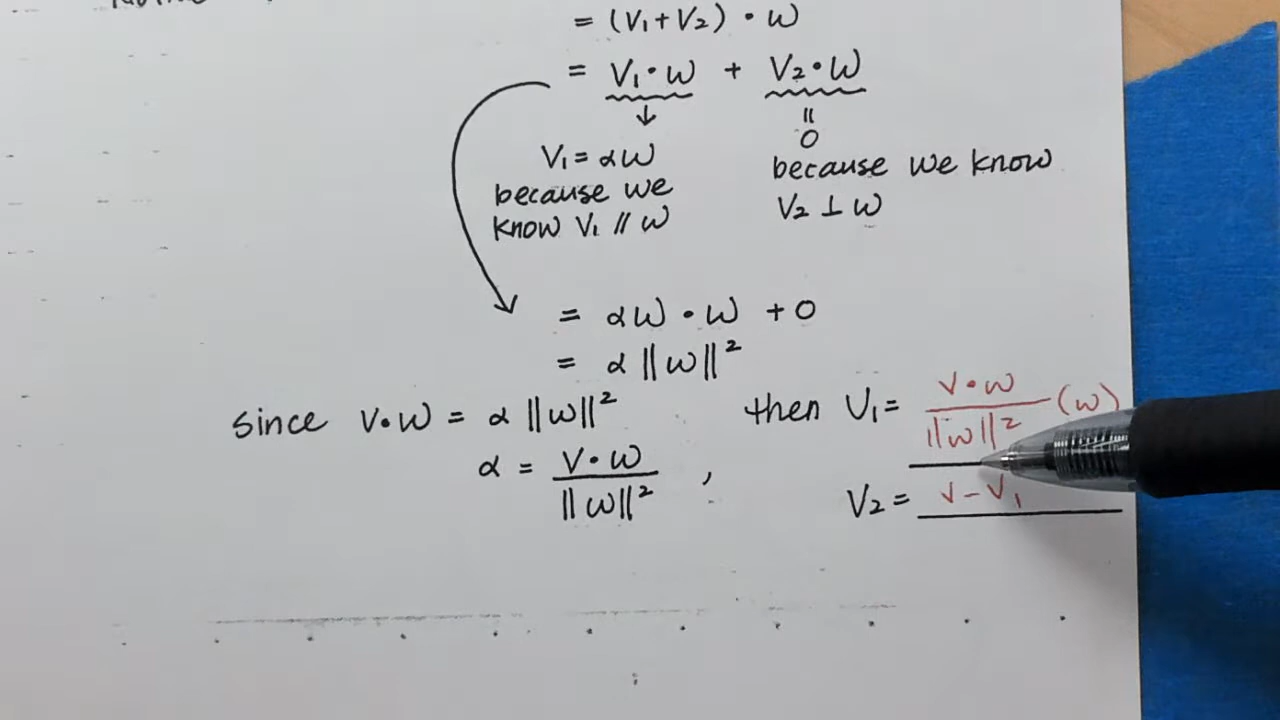 = (V₁+V₂) • W
= V₁•W + V₂•W
↓ ||
0
V₁ = αW
because we
know V₁ // W
because we know
V₂ ⊥ W
= αW • W + 0
= α ||W||²
since V•W = α ||W||²
α = V•W / ||W||² ,
then V₁ = V•W / ||W||² (W)
V₂ = V - V₁